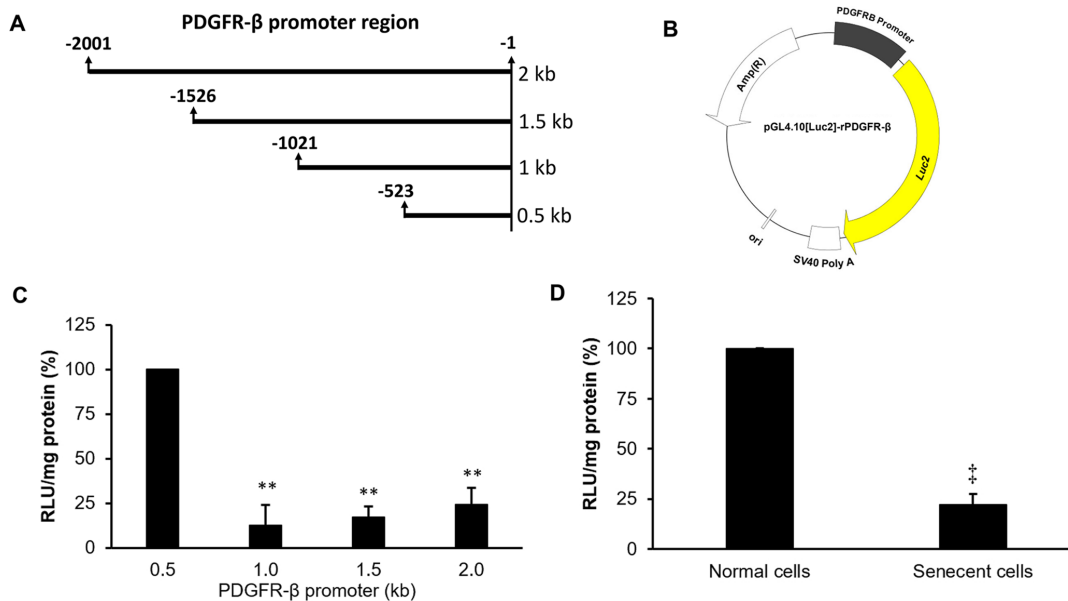 A
PDGFR-β promoter region
-2001
-1
2 kb
-1526
1.5 kb
-1021
1 kb
-523
0.5 kb
B
PDGFRB Promoter
Amp(R)
pGL4.10[Luc2]-rPDGFR-β
Luc2
ori
SV40 Poly A
C
RLU/mg protein (%)
125
100
75
50
25
0
**
**
**
0.5
1.0
1.5
2.0
PDGFR-β promoter (kb)
D
RLU/mg protein (%)
125
100
75
50
25
0
‡
Normal cells
Senecent cells